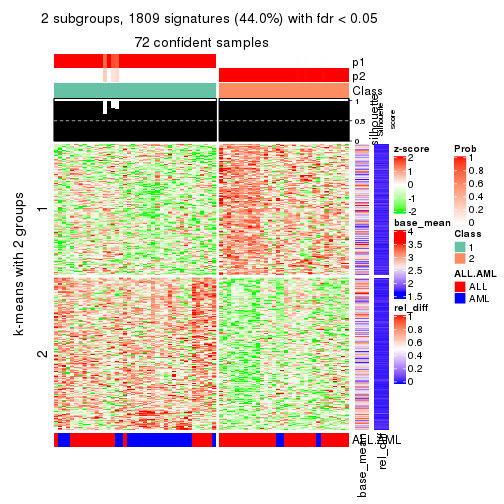 2 subgroups, 1809 signatures (44.0%) with fdr < 0.05
72 confident samples
p1
p2
Class
1
0.5
0
silhouette
Silhouette
score
k-means with 2 groups
1
2
ALL.AML
base_mean
rel_diff
z-score
2
1
0
-1
-2
base_mean
4
3.5
3
2.5
2
1.5
rel_diff
1
0.8
0.6
0.4
0.2
0
Prob
1
0.8
0.6
0.4
0.2
0
Class
1
2
ALL.AML
ALL
AML